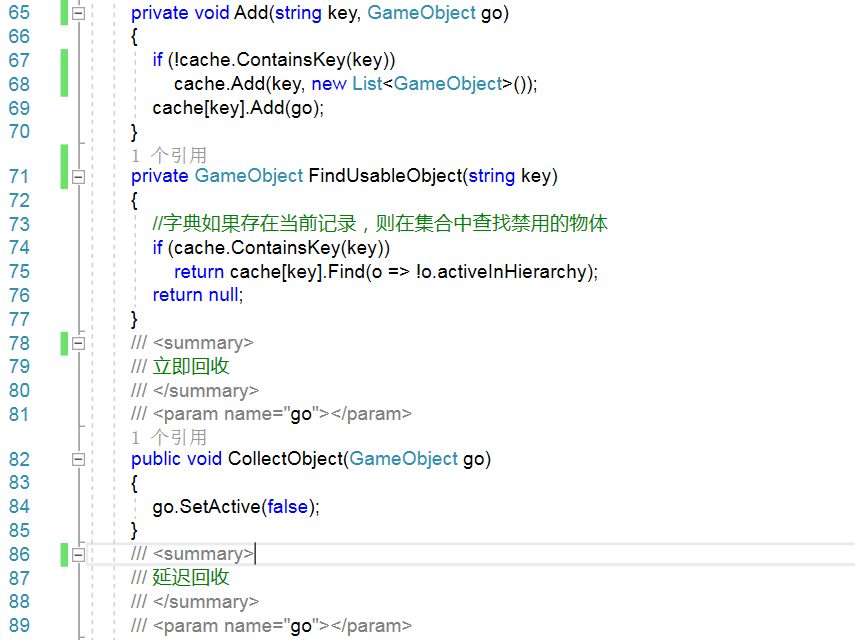 65 private void Add(string key, GameObject go)
66 {
67 if (!cache.ContainsKey(key))
68 cache.Add(key, new List<GameObject>());
69 cache[key].Add(go);
70 }
1 个引用
71 private GameObject FindUsableObject(string key)
72 {
73 //字典如果存在当前记录，则在集合中查找禁用的物体
74 if (cache.ContainsKey(key))
75 return cache[key].Find(o => !o.activeInHierarchy);
76 return null;
77 }
78 /// <summary>
79 /// 立即回收
80 /// </summary>
81 /// <param name="go"></param>
1 个引用
82 public void CollectObject(GameObject go)
83 {
84 go.SetActive(false);
85 }
86 /// <summary>
87 /// 延迟回收
88 /// </summary>
89 /// <param name="go"></param>